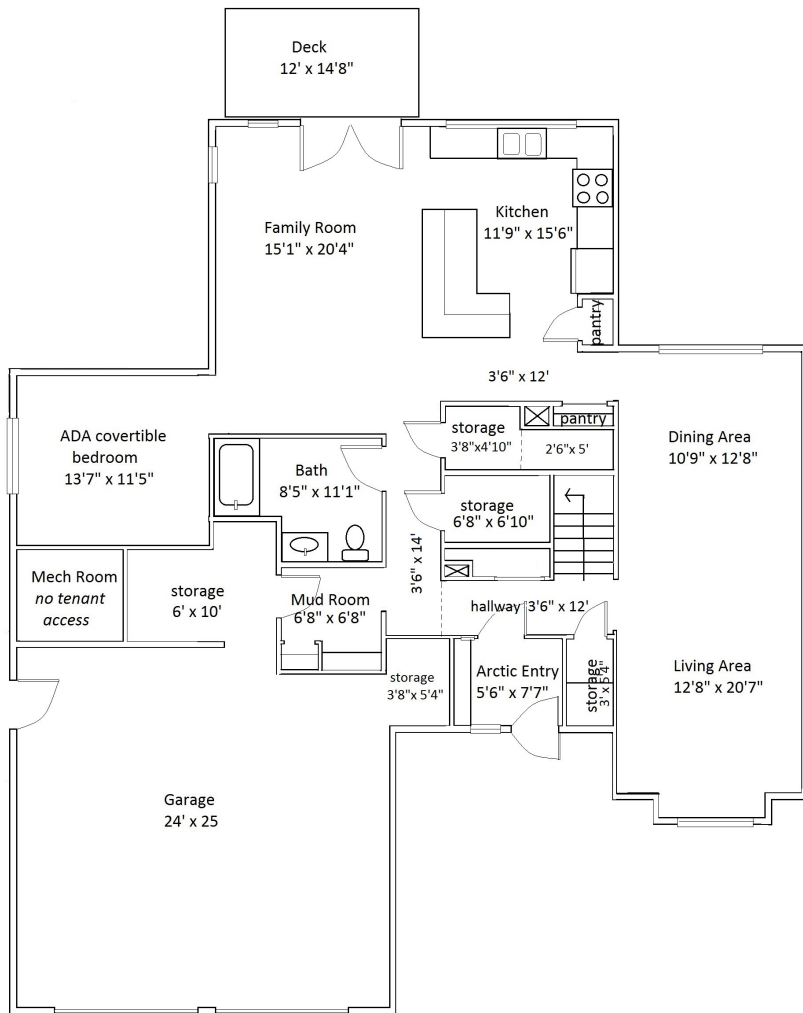 Deck
12' x 14'8"
Family Room
15'1" x 20'4"
Kitchen
11'9" x 15'6"
pantry
3'6" x 12'
ADA covertible
bedroom
13'7" x 11'5"
storage
3'8"x4'10"
pantry
2'6"x 5'
Dining Area
10'9" x 12'8"
Bath
8'5" x 11'1"
storage
6'8" x 6'10"
3'6" x 14'
Mech Room
no tenant
access
storage
6' x 10'
Mud Room
6'8" x 6'8"
hallway 3'6" x 12'
storage
3'8"x 5'4"
Arctic Entry
5'6" x 7'7"
storage
3' x 5'4"
Living Area
12'8" x 20'7"
Garage
24' x 25